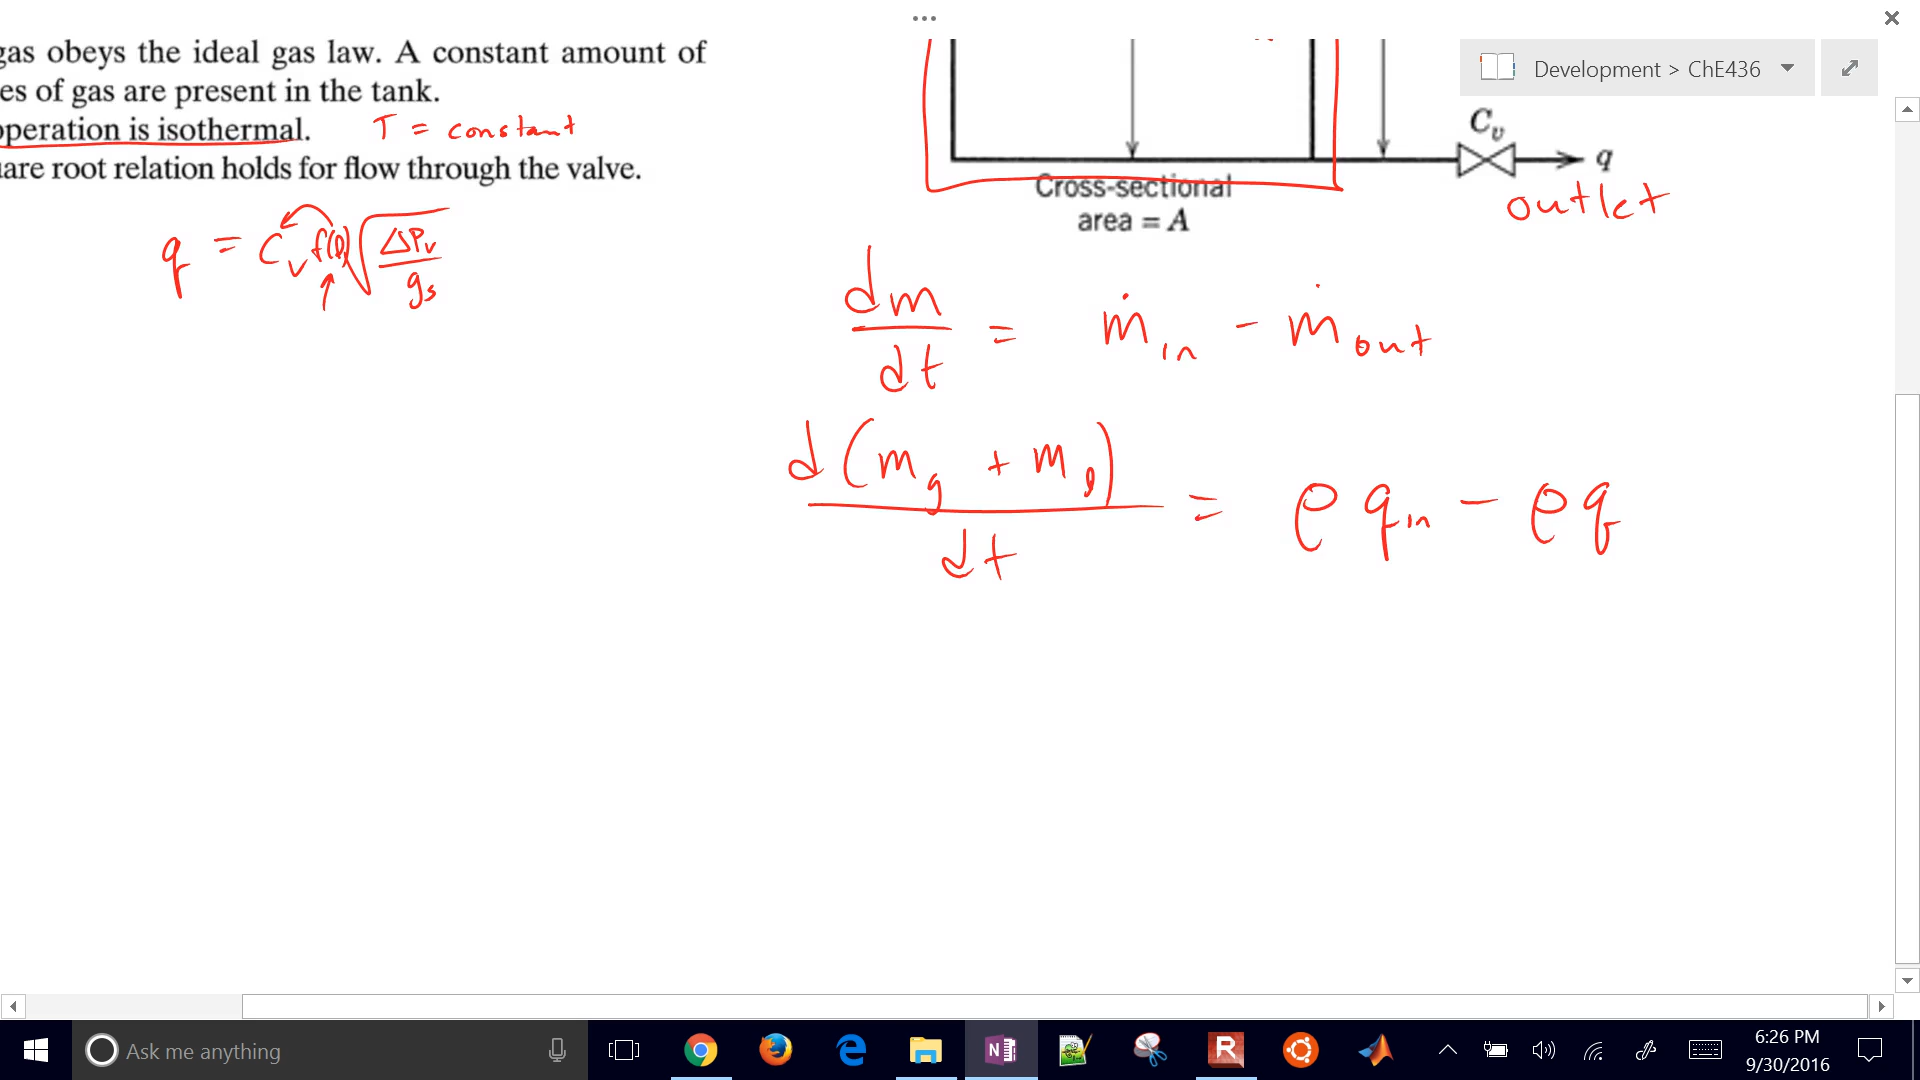 gas obeys the ideal gas law. A constant amount of
es of gas are present in the tank.
operation is isothermal. T = constant
are root relation holds for flow through the valve.
q = Cv f(l) √(ΔPv / gs)
Development > ChE436
Cv
q
outlet
Cross-sectional
area = A
dm/dt = ṁin - ṁout
d(mg + ml)/dt = ρ qin - ρ q
Ask me anything
6:26 PM
9/30/2016